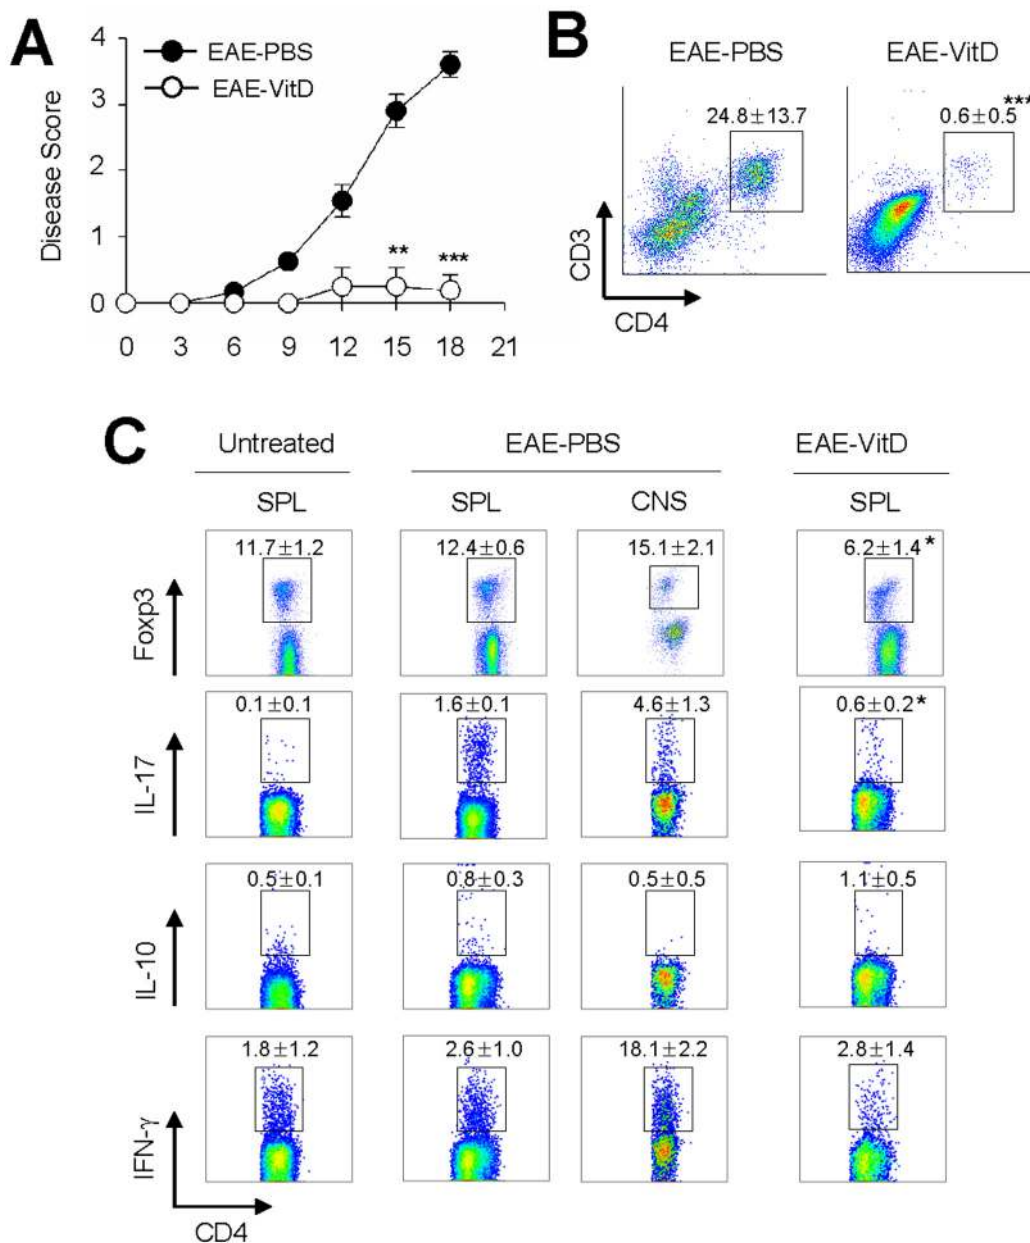 A
4
3
2
1
0
Disease Score
EAE-PBS
EAE-VitD
**
***
0 3 6 9 12 15 18 21
B
EAE-PBS EAE-VitD
24.8±13.7 0.6±0.5***
CD3
CD4
C
Untreated EAE-PBS EAE-VitD
SPL SPL CNS SPL
Foxp3
11.7±1.2 12.4±0.6 15.1±2.1 6.2±1.4*
IL-17
0.1±0.1 1.6±0.1 4.6±1.3 0.6±0.2*
IL-10
0.5±0.1 0.8±0.3 0.5±0.5 1.1±0.5
IFN-γ
1.8±1.2 2.6±1.0 18.1±2.2 2.8±1.4
CD4